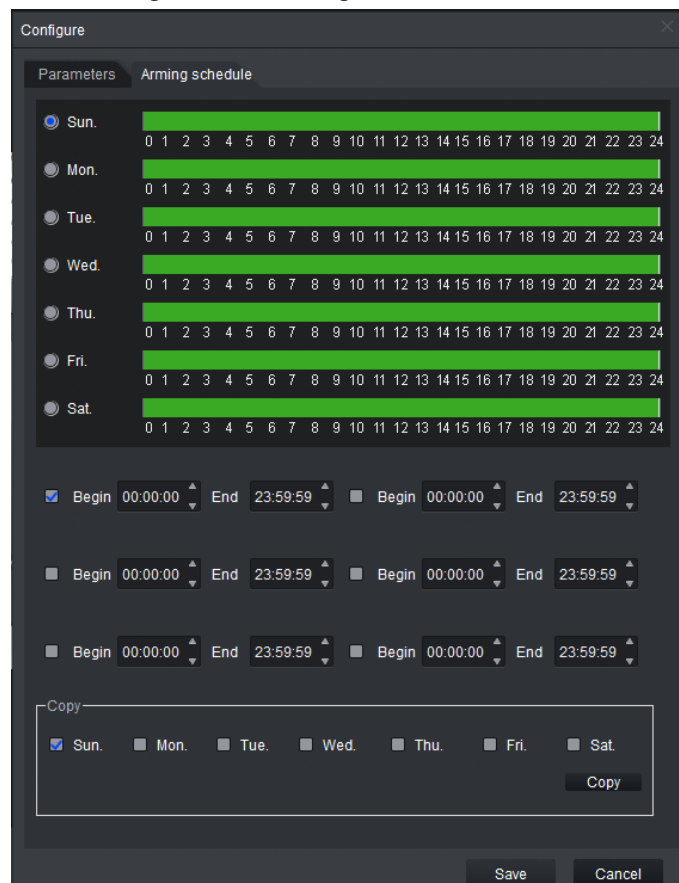 Configure
Parameters Arming schedule
Sun.
0 1 2 3 4 5 6 7 8 9 10 11 12 13 14 15 16 17 18 19 20 21 22 23 24
Mon.
0 1 2 3 4 5 6 7 8 9 10 11 12 13 14 15 16 17 18 19 20 21 22 23 24
Tue.
0 1 2 3 4 5 6 7 8 9 10 11 12 13 14 15 16 17 18 19 20 21 22 23 24
Wed.
0 1 2 3 4 5 6 7 8 9 10 11 12 13 14 15 16 17 18 19 20 21 22 23 24
Thu.
0 1 2 3 4 5 6 7 8 9 10 11 12 13 14 15 16 17 18 19 20 21 22 23 24
Fri.
0 1 2 3 4 5 6 7 8 9 10 11 12 13 14 15 16 17 18 19 20 21 22 23 24
Sat.
0 1 2 3 4 5 6 7 8 9 10 11 12 13 14 15 16 17 18 19 20 21 22 23 24
Begin 00:00:00 End 23:59:59 Begin 00:00:00 End 23:59:59
Begin 00:00:00 End 23:59:59 Begin 00:00:00 End 23:59:59
Begin 00:00:00 End 23:59:59 Begin 00:00:00 End 23:59:59
Copy
Sun. Mon. Tue. Wed. Thu. Fri. Sat.
Copy
Save Cancel